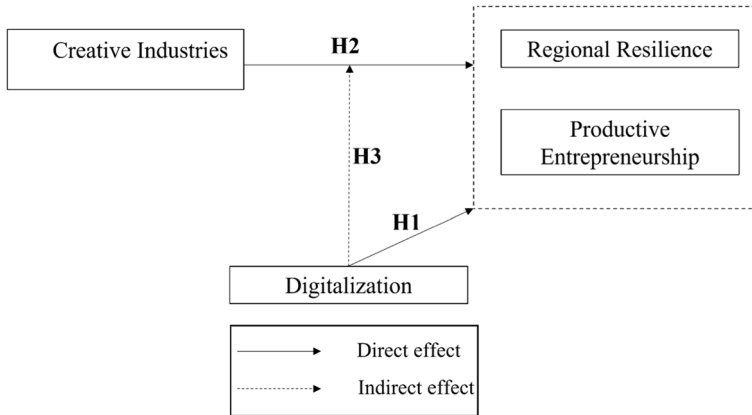 Creative Industries
H2
Regional Resilience
Productive
Entrepreneurship
H3
H1
Digitalization
Direct effect
Indirect effect